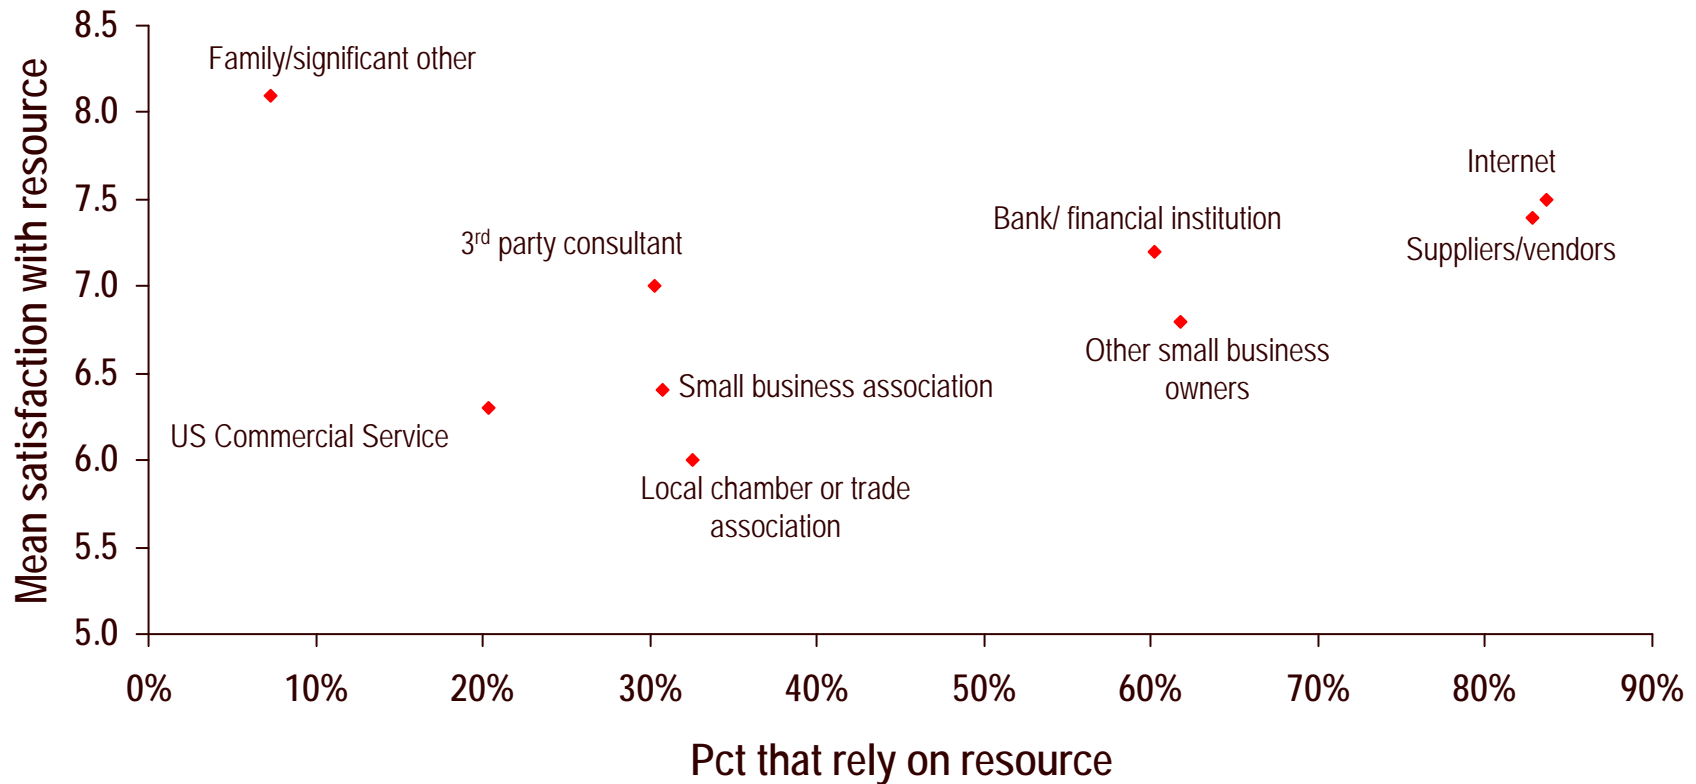 8.5
8.0
7.5
7.0
6.5
6.0
5.5
5.0
Mean satisfaction with resource
Family/significant other
Internet
Bank/ financial institution
3rd party consultant
Suppliers/vendors
Other small business
owners
Small business association
US Commercial Service
Local chamber or trade
association
0% 10% 20% 30% 40% 50% 60% 70% 80% 90%
Pct that rely on resource